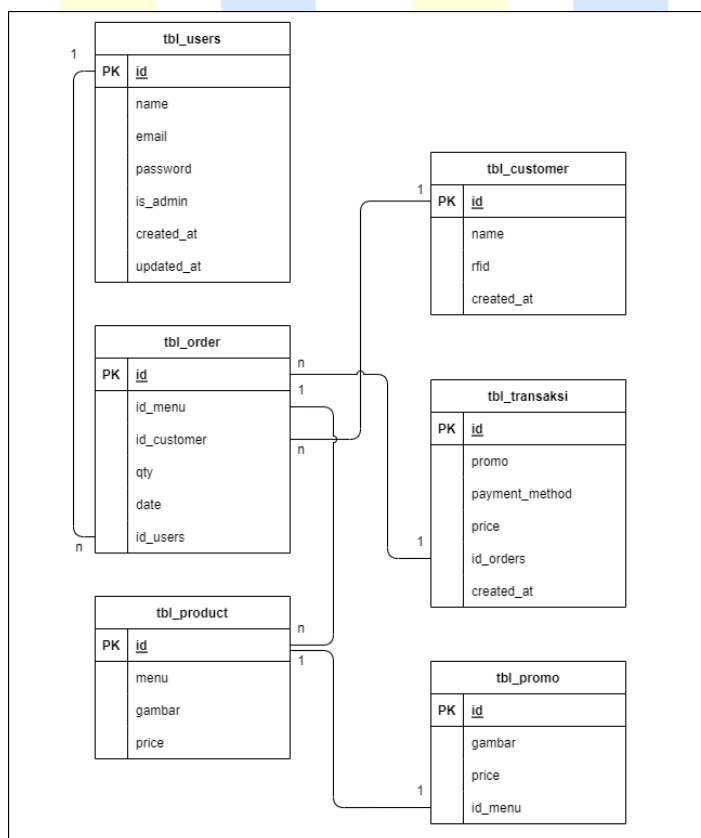 tbl_users
1
PK id
name
email
password
is_admin
created_at
updated_at
tbl_customer
1
PK id
name
rfid
created_at
tbl_order
n
PK id
1
id_menu
id_customer
n
qty
date
id_users
n
tbl_transaksi
PK id
promo
payment_method
price
1
id_orders
created_at
tbl_product
n
PK id
1
menu
gambar
price
tbl_promo
PK id
gambar
price
1
id_menu